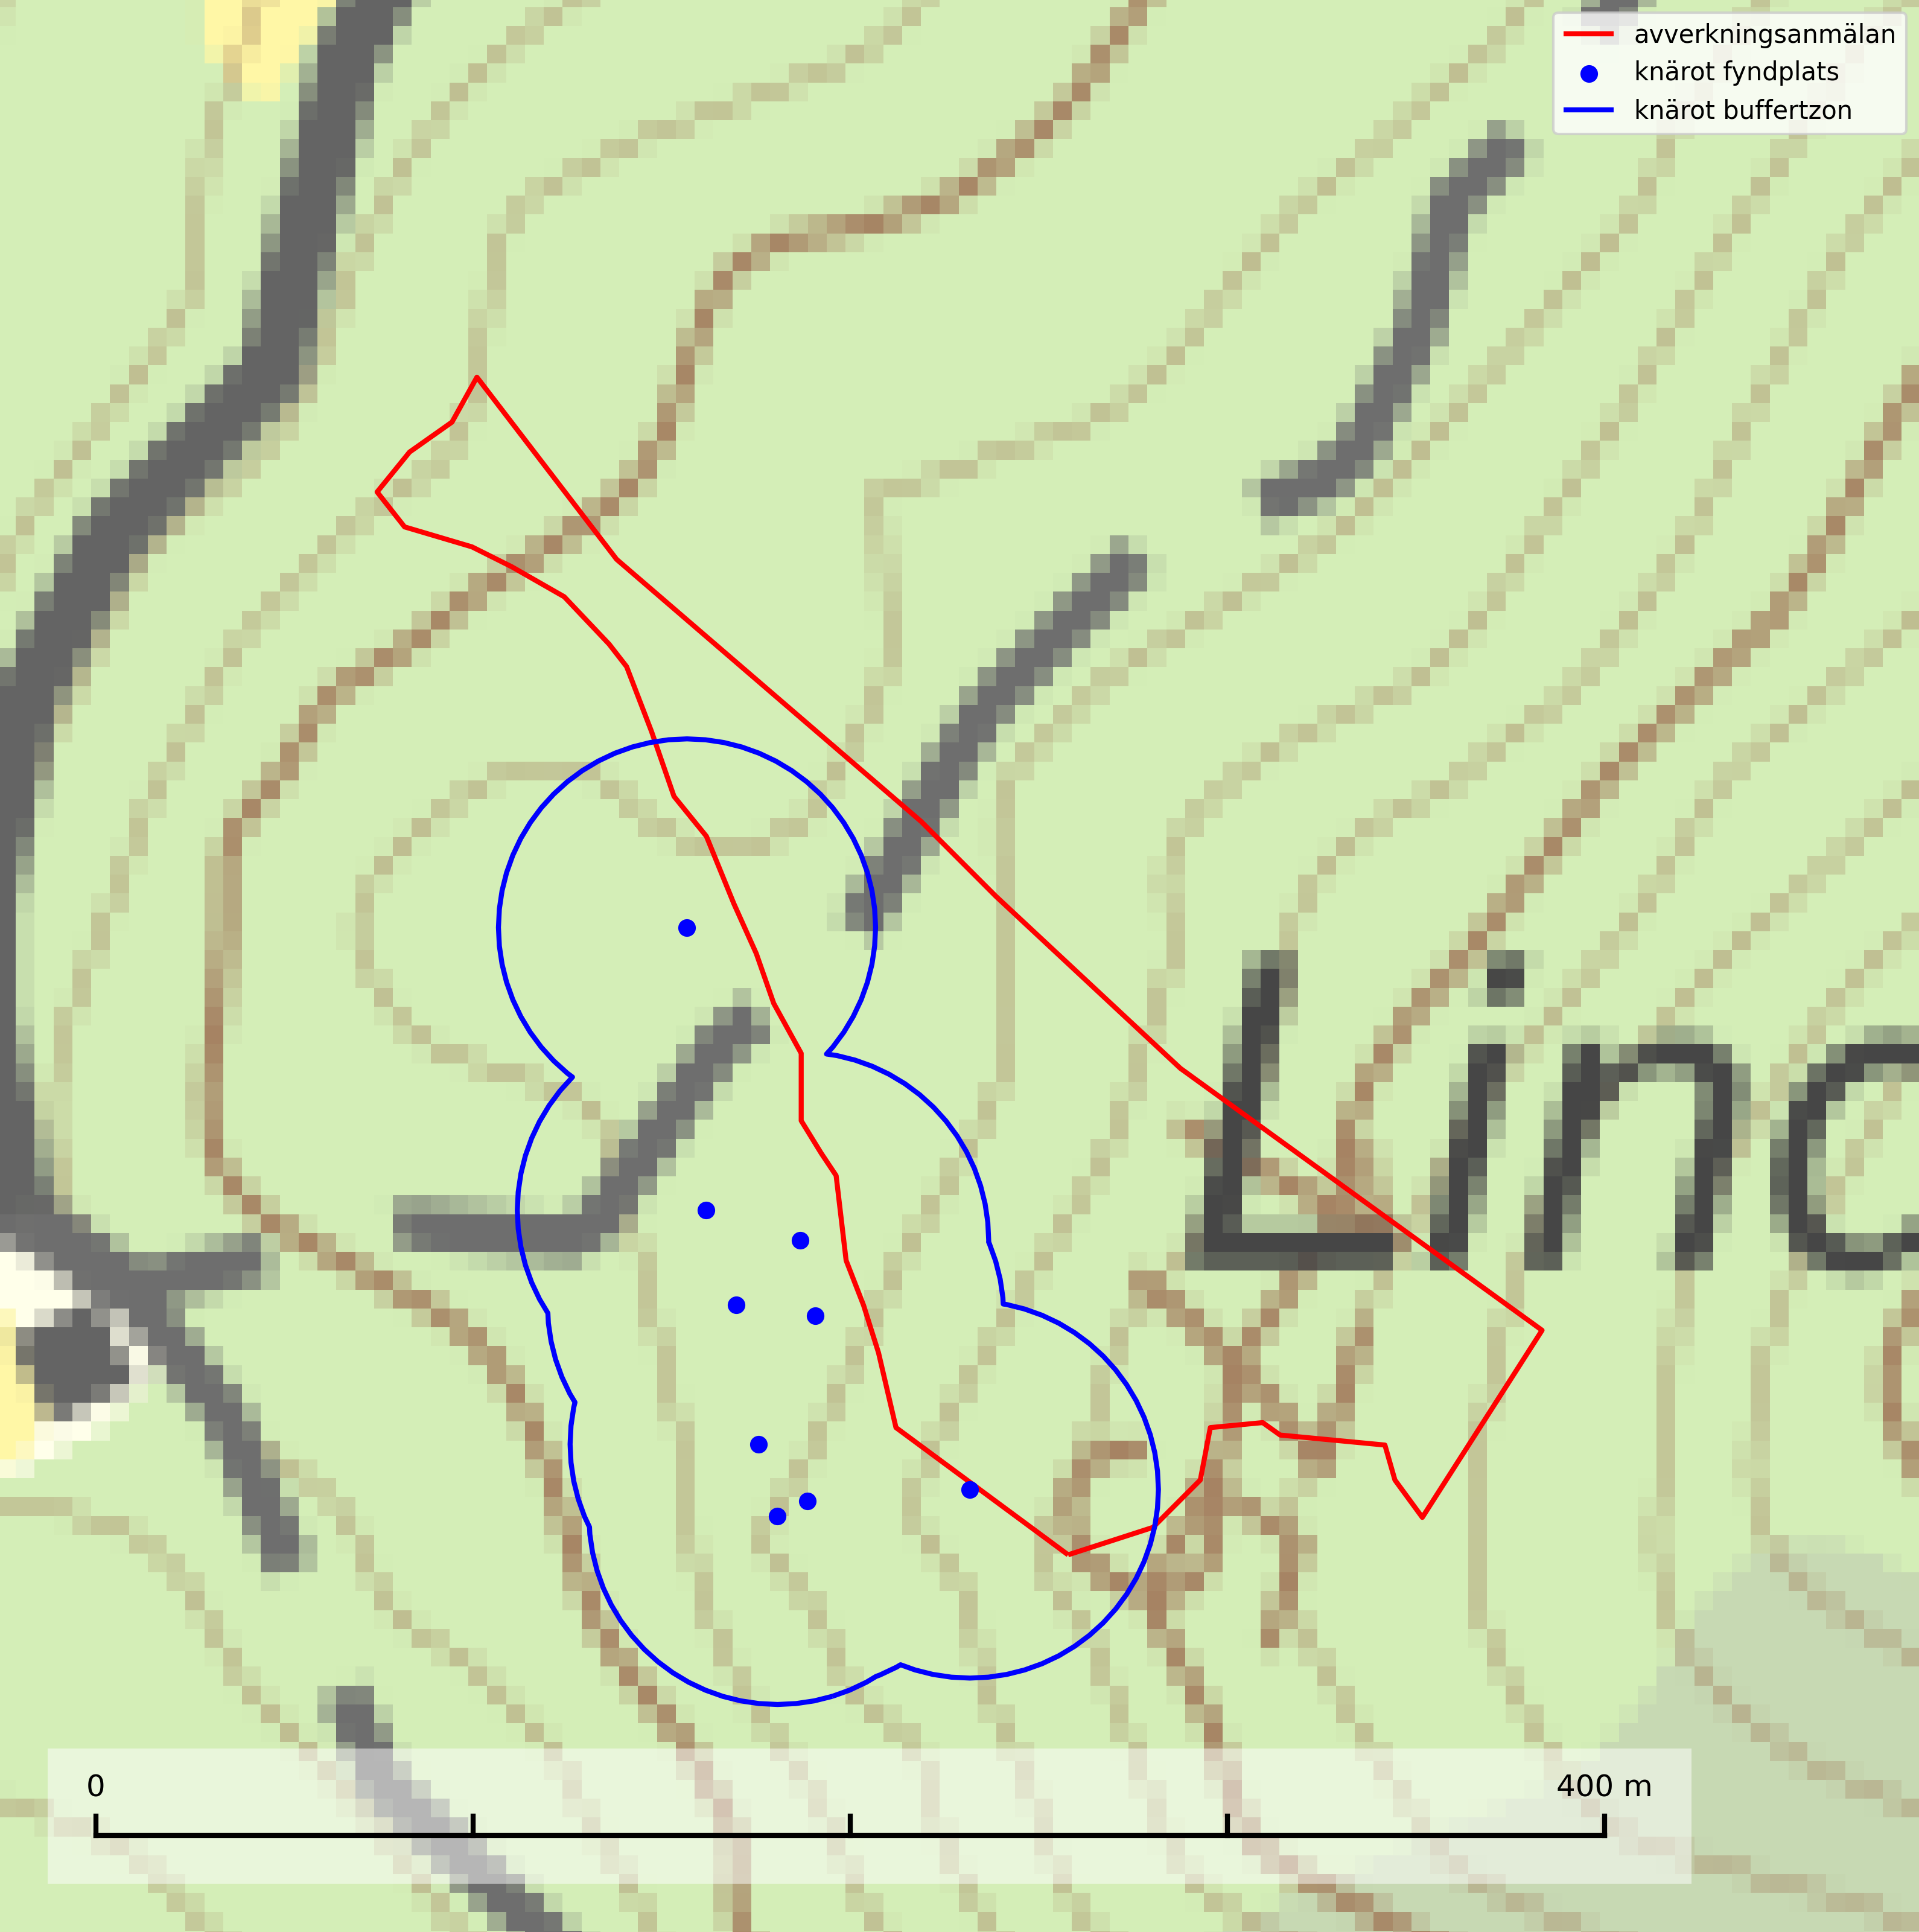 avverkningsanmälan
knärot fyndplats
knärot buffertzon
0 400 m